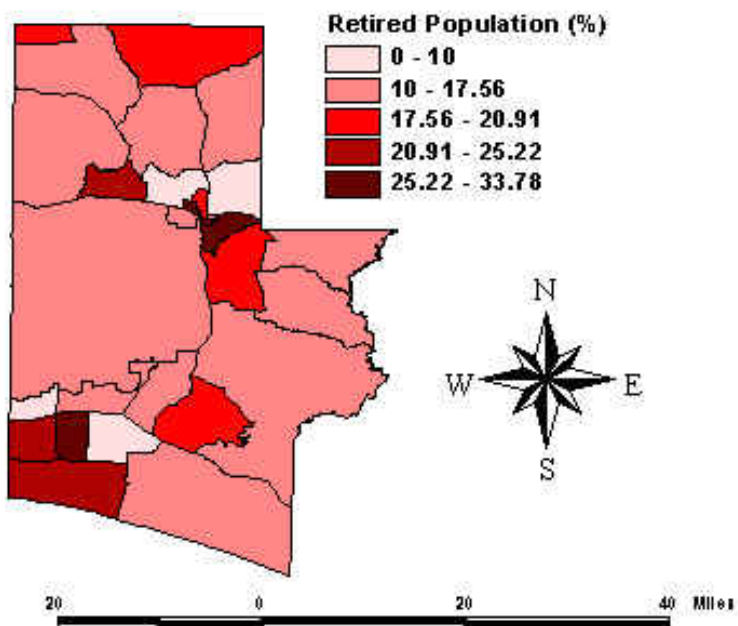 Retired Population (%)
0 - 10
10 - 17.56
17.56 - 20.91
20.91 - 25.22
25.22 - 33.78
N
W E
S
20 0 20 40 Miles